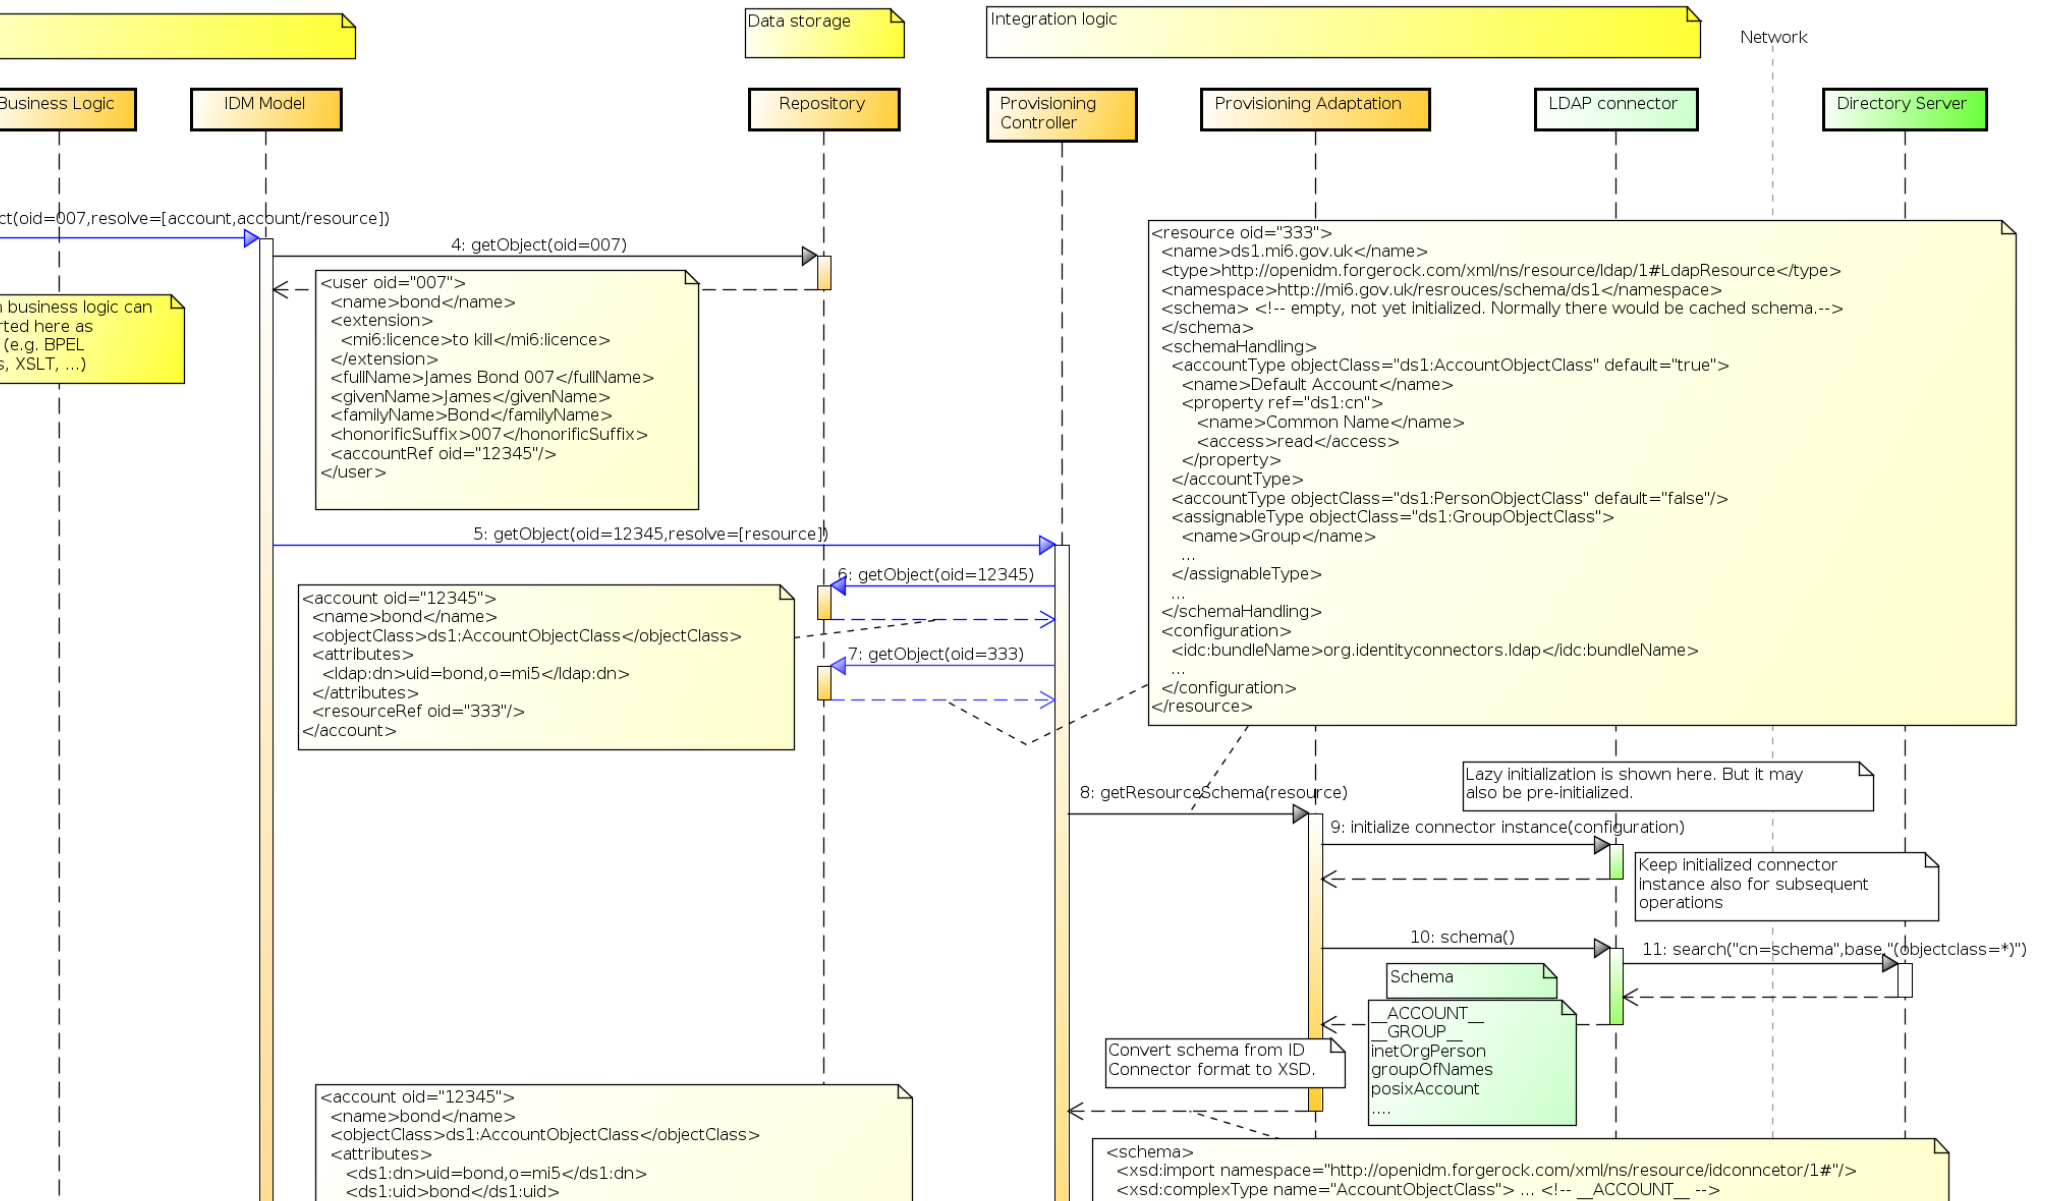 Data storage
Integration logic
Network
Business Logic
IDM Model
Repository
Provisioning
Controller
Provisioning Adaptation
LDAP connector
Directory Server
ct(oid=007,resolve=[account,account/resource])
4: getObject(oid=007)
<user oid="007">
<name>bond</name>
<extension>
<mi6:licence>to kill</mi6:licence>
</extension>
<fullName>James Bond 007</fullName>
<givenName>James</givenName>
<familyName>Bond</familyName>
<honorificSuffix>007</honorificSuffix>
<accountRef oid="12345"/>
</user>
business logic can
rted here as
(e.g. BPEL
s, XSLT, ...)
<resource oid="333">
<name>ds1.mi6.gov.uk</name>
<type>http://openidm.forgerock.com/xml/ns/resource/ldap/1#LdapResource</type>
<namespace>http://mi6.gov.uk/resrouces/schema/ds1</namespace>
<schema> <!-- empty, not yet initialized. Normally there would be cached schema.-->
</schema>
<schemaHandling>
<accountType objectClass="ds1:AccountObjectClass" default="true">
<name>Default Account</name>
<property ref="ds1:cn">
<name>Common Name</name>
<access>read</access>
</property>
</accountType>
<accountType objectClass="ds1:PersonObjectClass" default="false"/>
<assignableType objectClass="ds1:GroupObjectClass">
<name>Group</name>
...
</assignableType>
...
</schemaHandling>
<configuration>
<idc:bundleName>org.identityconnectors.ldap</idc:bundleName>
...
</configuration>
</resource>
5: getObject(oid=12345,resolve=[resource])
6: getObject(oid=12345)
<account oid="12345">
<name>bond</name>
<objectClass>ds1:AccountObjectClass</objectClass>
<attributes>
<ldap:dn>uid=bond,o=mi5</ldap:dn>
</attributes>
<resourceRef oid="333"/>
</account>
7: getObject(oid=333)
Lazy initialization is shown here. But it may
also be pre-initialized.
8: getResourceSchema(resource)
9: initialize connector instance(configuration)
Keep initialized connector
instance also for subsequent
operations
10: schema()
11: search("cn=schema",base,"(objectclass=*)")
Schema
__ACCOUNT__
__GROUP__
inetOrgPerson
groupOfNames
posixAccount
....
Convert schema from ID
Connector format to XSD.
<account oid="12345">
<name>bond</name>
<objectClass>ds1:AccountObjectClass</objectClass>
<attributes>
<ds1:dn>uid=bond,o=mi5</ds1:dn>
<ds1:uid>bond</ds1:uid>
<schema>
<xsd:import namespace="http://openidm.forgerock.com/xml/ns/resource/idconncetor/1#"/>
<xsd:complexType name="AccountObjectClass"> ... <!-- __ACCOUNT__ -->